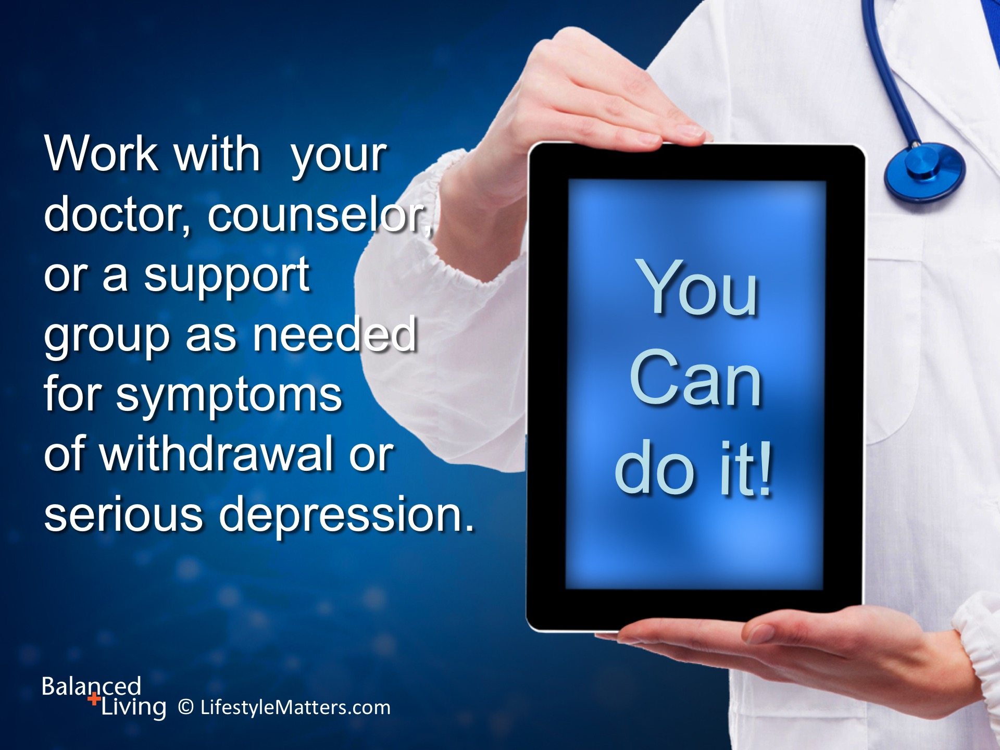 Work with  your
doctor, counselor,
or a support
group as needed
for symptoms
of withdrawal or
serious depression.
You
Can
do it!
Balanced
Living © LifestyleMatters.com